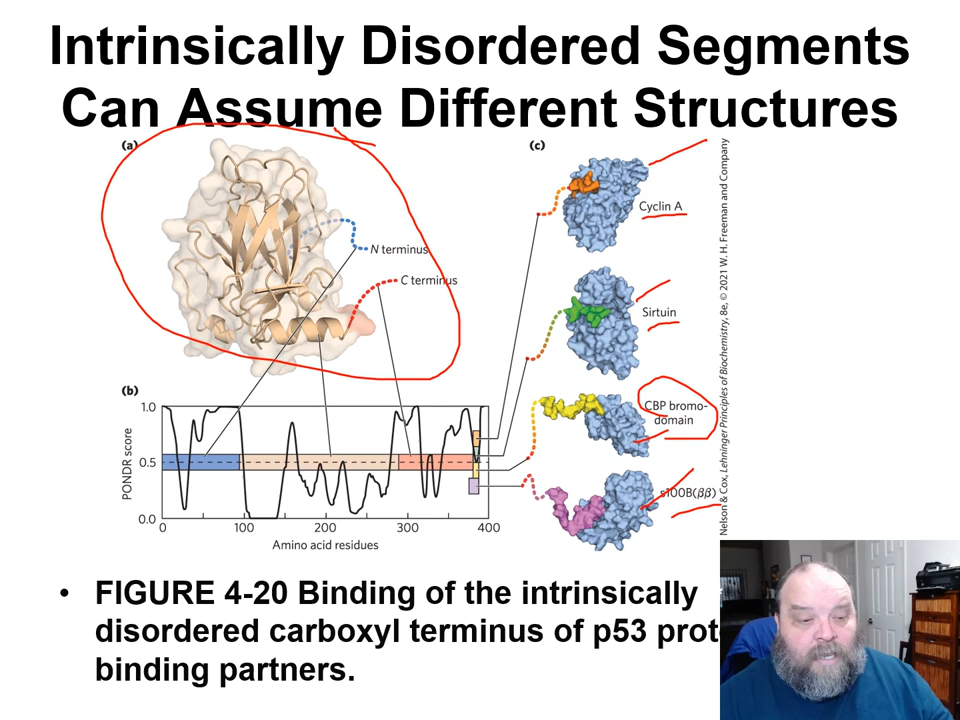 Intrinsically Disordered Segments
Can Assume Different Structures
(a)
N terminus
C terminus
(b)
1.0
0.5
0.0
PONDR score
0
100
200
300
400
Amino acid residues
(c)
Cyclin A
Sirtuin
CBP bromo-
domain
s100B(ββ)
Nelson & Cox, Lehninger Principles of Biochemistry, 8e, © 2021 W. H. Freeman and Company
• FIGURE 4-20 Binding of the intrinsically
disordered carboxyl terminus of p53 prot
binding partners.